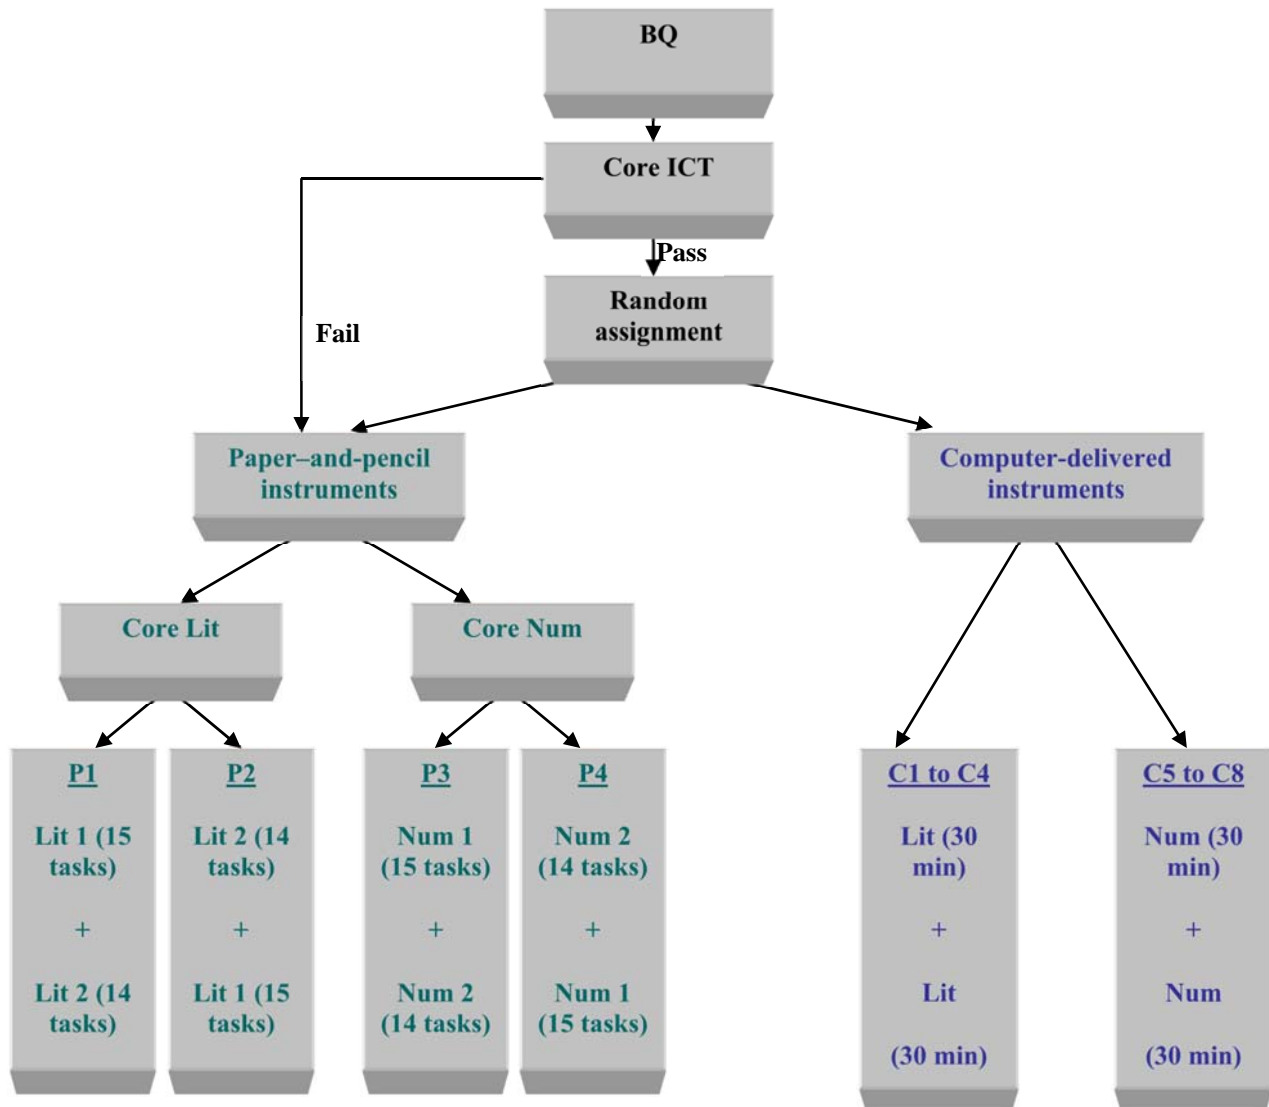 BQ
Core ICT
Pass
Random
assignment
Fail
Paper–and-pencil
instruments
Computer-delivered
instruments
Core Lit
Core Num
P1
Lit 1 (15
tasks)
+
Lit 2 (14
tasks)
P2
Lit 2 (14
tasks)
+
Lit 1 (15
tasks)
P3
Num 1
(15 tasks)
+
Num 2
(14 tasks)
P4
Num 2
(14 tasks)
+
Num 1
(15 tasks)
C1 to C4
Lit (30
min)
+
Lit
(30 min)
C5 to C8
Num (30
min)
+
Num
(30 min)